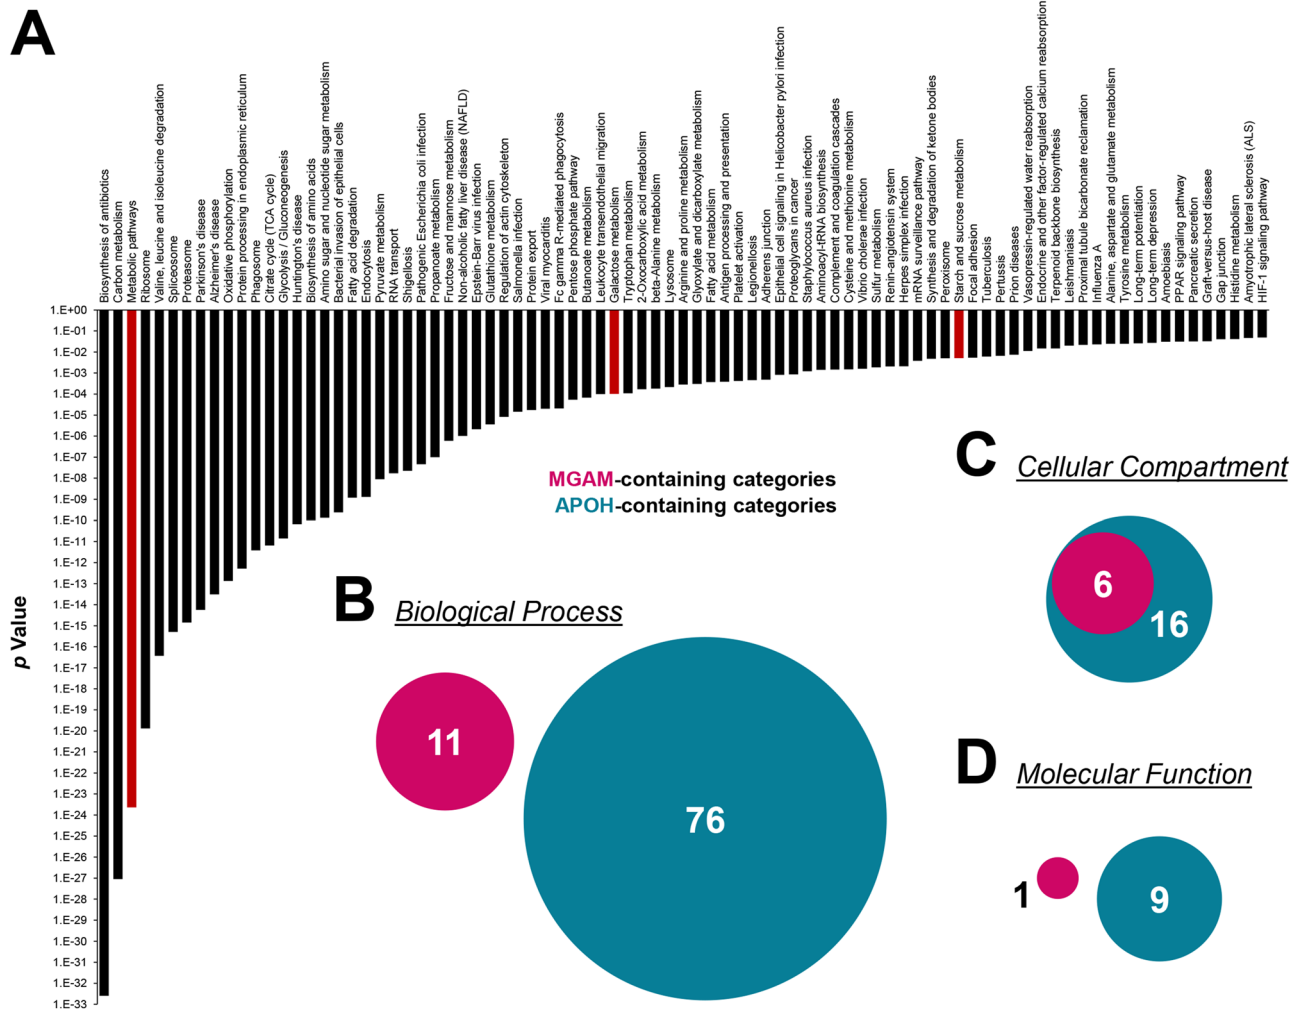 A
Biosynthesis of antibiotics
Carbon metabolism
Metabolic pathways
Ribosome
Valine, leucine and isoleucine degradation
Spliceosome
Proteasome
Parkinson's disease
Alzheimer's disease
Oxidative phosphorylation
Protein processing in endoplasmic reticulum
Phagosome
Citrate cycle (TCA cycle)
Glycolysis / Gluconeogenesis
Huntington's disease
Biosynthesis of amino acids
Amino sugar and nucleotide sugar metabolism
Bacterial invasion of epithelial cells
Fatty acid degradation
Endocytosis
Pyruvate metabolism
RNA transport
Shigellosis
Pathogenic Escherichia coli infection
Propanoate metabolism
Fructose and mannose metabolism
Non-alcoholic fatty liver disease (NAFLD)
Epstein-Barr virus infection
Glutathione metabolism
Regulation of actin cytoskeleton
Salmonella infection
Protein export
Viral myocarditis
Fc gamma R-mediated phagocytosis
Pentose phosphate pathway
Butanoate metabolism
Leukocyte transendothelial migration
Galactose metabolism
Tryptophan metabolism
2-Oxocarboxylic acid metabolism
beta-Alanine metabolism
Lysosome
Arginine and proline metabolism
Glyoxylate and dicarboxylate metabolism
Fatty acid metabolism
Antigen processing and presentation
Platelet activation
Legionellosis
Adherens junction
Epithelial cell signaling in Helicobacter pylori infection
Proteoglycans in cancer
Staphylococcus aureus infection
Aminoacyl-tRNA biosynthesis
Complement and coagulation cascades
Cysteine and methionine metabolism
Vibrio cholerae infection
Sulfur metabolism
Renin-angiotensin system
Herpes simplex infection
mRNA surveillance pathway
Synthesis and degradation of ketone bodies
Peroxisome
Starch and sucrose metabolism
Focal adhesion
Tuberculosis
Pertussis
Prion diseases
Vasopressin-regulated water reabsorption
Endocrine and other factor-regulated calcium reabsorption
Terpenoid backbone biosynthesis
Leishmaniasis
Proximal tubule bicarbonate reclamation
Influenza A
Alanine, aspartate and glutamate metabolism
Tyrosine metabolism
Long-term potentiation
Long-term depression
Amoebiasis
PPAR signaling pathway
Pancreatic secretion
Graft-versus-host disease
Gap junction
Histidine metabolism
Amyotrophic lateral sclerosis (ALS)
HIF-1 signaling pathway
p Value
1.E+00
1.E-01
1.E-02
1.E-03
1.E-04
1.E-05
1.E-06
1.E-07
1.E-08
1.E-09
1.E-10
1.E-11
1.E-12
1.E-13
1.E-14
1.E-15
1.E-16
1.E-17
1.E-18
1.E-19
1.E-20
1.E-21
1.E-22
1.E-23
1.E-24
1.E-25
1.E-26
1.E-27
1.E-28
1.E-29
1.E-30
1.E-31
1.E-32
1.E-33
MGAM-containing categories
APOH-containing categories
B
Biological Process
11
76
C
Cellular Compartment
6
16
D
Molecular Function
1
9